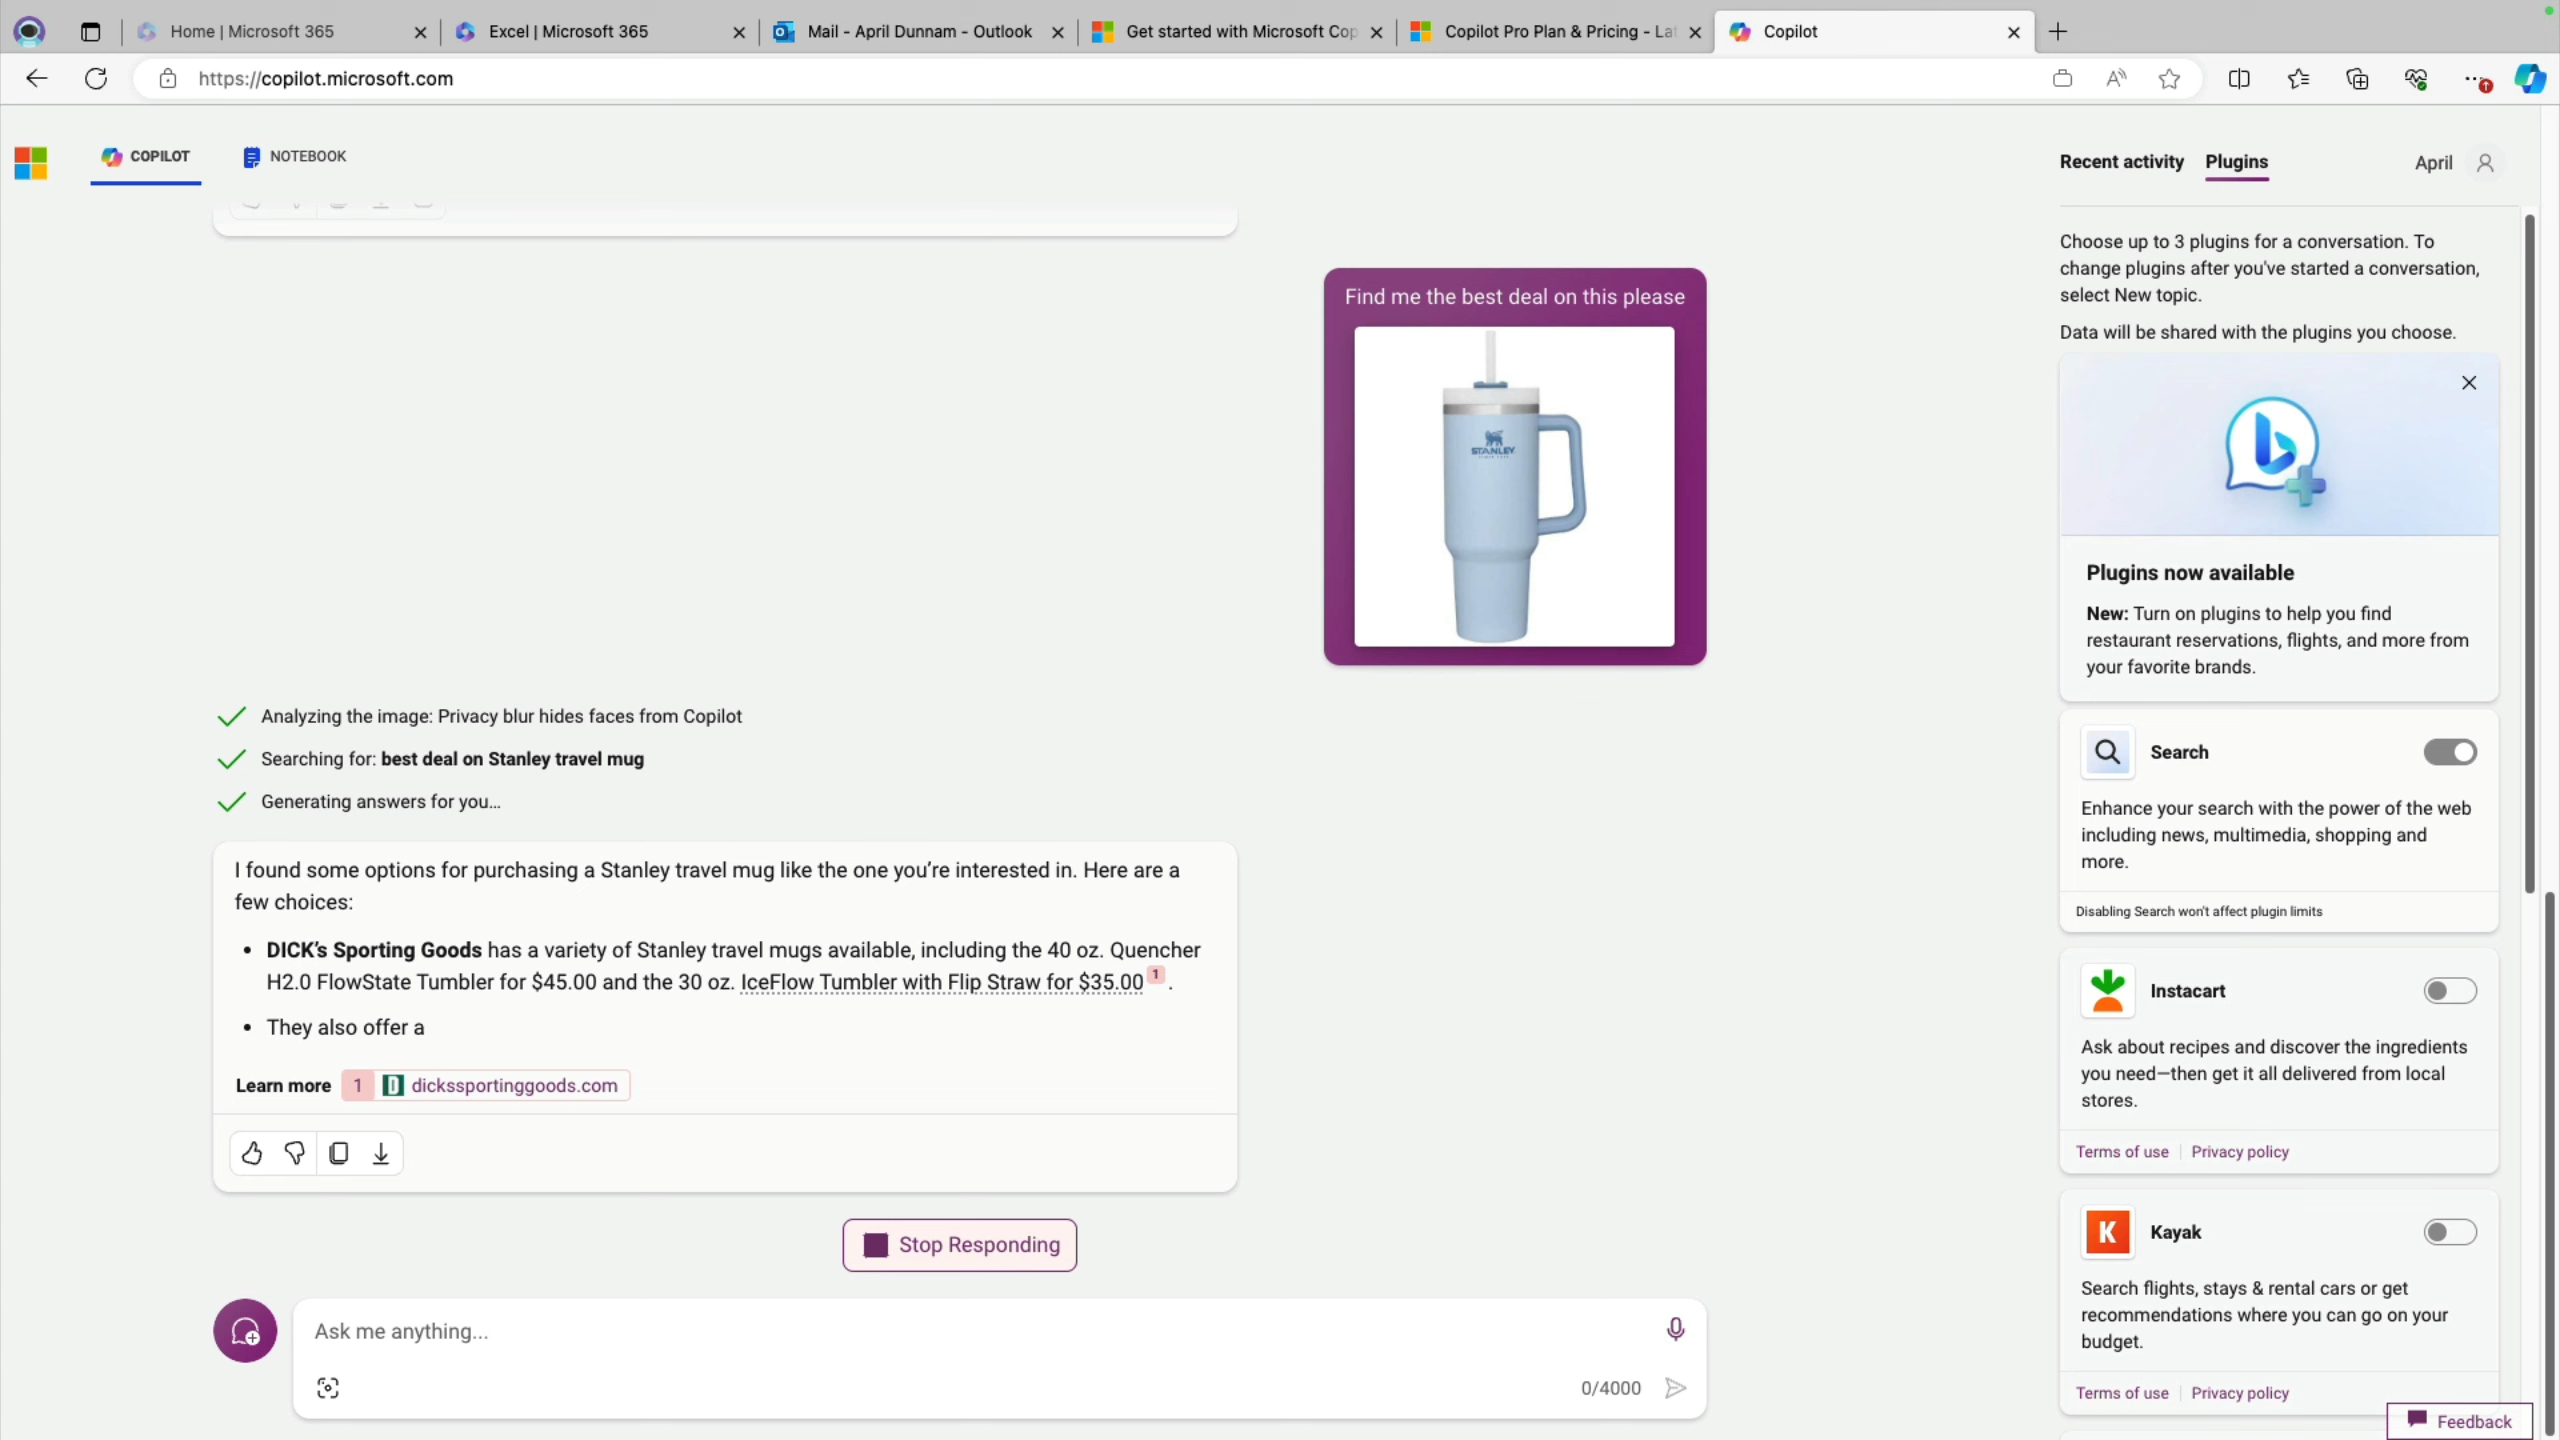 Home | Microsoft 365
Excel | Microsoft 365
Mail - April Dunnam - Outlook
Get started with Microsoft Cop
Copilot Pro Plan & Pricing - Lat
Copilot
https://copilot.microsoft.com
COPILOT
NOTEBOOK
Recent activity
Plugins
April
Find me the best deal on this please
STANLEY
Analyzing the image: Privacy blur hides faces from Copilot
Searching for: best deal on Stanley travel mug
Generating answers for you...
I found some options for purchasing a Stanley travel mug like the one you’re interested in. Here are a
few choices:
• DICK’s Sporting Goods has a variety of Stanley travel mugs available, including the 40 oz. Quencher
H2.0 FlowState Tumbler for $45.00 and the 30 oz. IceFlow Tumbler with Flip Straw for $35.00 1 .
• They also offer a
Learn more 1 dickssportinggoods.com
Stop Responding
Ask me anything...
0/4000
Choose up to 3 plugins for a conversation. To
change plugins after you've started a conversation,
select New topic.
Data will be shared with the plugins you choose.
Plugins now available
New: Turn on plugins to help you find
restaurant reservations, flights, and more from
your favorite brands.
Search
Enhance your search with the power of the web
including news, multimedia, shopping and
more.
Disabling Search won't affect plugin limits
Instacart
Ask about recipes and discover the ingredients
you need—then get it all delivered from local
stores.
Terms of use | Privacy policy
K
Kayak
Search flights, stays & rental cars or get
recommendations where you can go on your
budget.
Terms of use | Privacy policy
Feedback